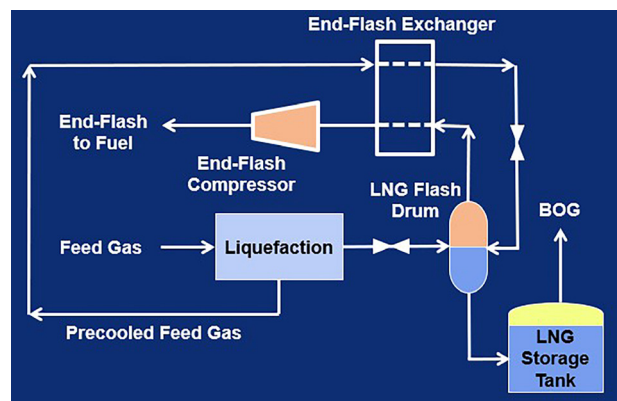 End-Flash Exchanger
End-Flash
to Fuel
End-Flash
Compressor
LNG Flash
Drum
BOG
Feed Gas
Liquefaction
Precooled Feed Gas
LNG
Storage
Tank